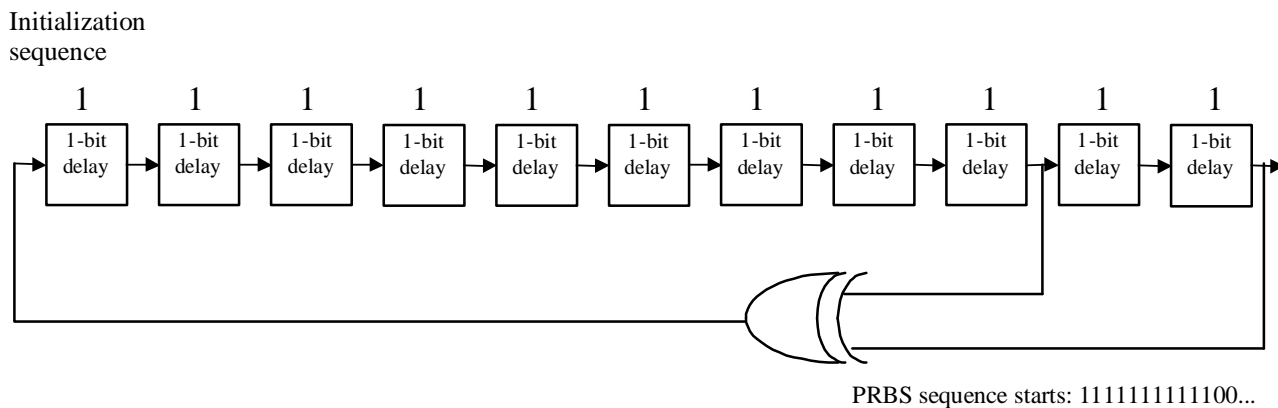 Initialization
sequence
1 1 1 1 1 1 1 1 1 1 1
1-bit 1-bit 1-bit 1-bit 1-bit 1-bit 1-bit 1-bit 1-bit 1-bit 1-bit
delay delay delay delay delay delay delay delay delay delay delay
PRBS sequence starts: 1111111111100...